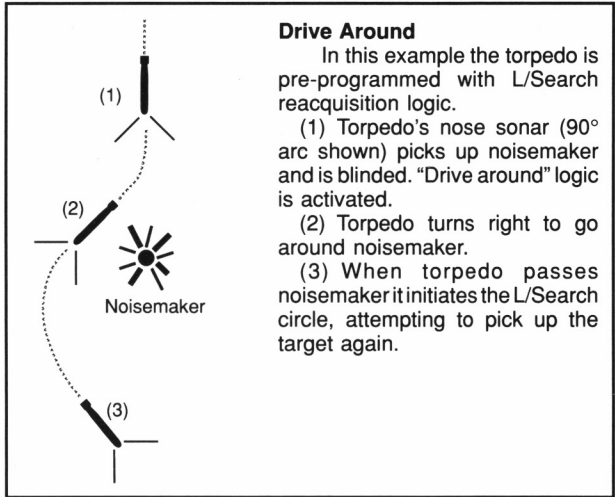 Drive Around
In this example the torpedo is
pre-programmed with L/Search
reacquisition logic.
(1) Torpedo's nose sonar (90°
arc shown) picks up noisemaker
and is blinded. “Drive around” logic
is activated.
(2) Torpedo turns right to go
around noisemaker.
(3) When torpedo passes
noisemaker it initiates the L/Search
circle, attempting to pick up the
target again.
(1)
(2)
Noisemaker
(3)